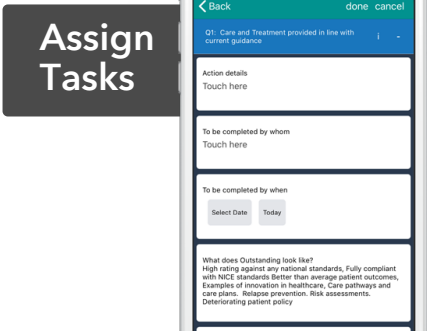 Assign
Tasks
Back done cancel
Q1: Care and Treatment provided in line with
current guidance
i -
Action details
Touch here
To be completed by whom
Touch here
To be completed by when
Select Date Today
What does Outstanding look like?
High rating against any national standards, Fully compliant
with NICE standards Better than average patient outcomes,
Examples of innovation in healthcare, Care pathways and
care plans. Relapse prevention. Risk assessments.
Deteriorating patient policy